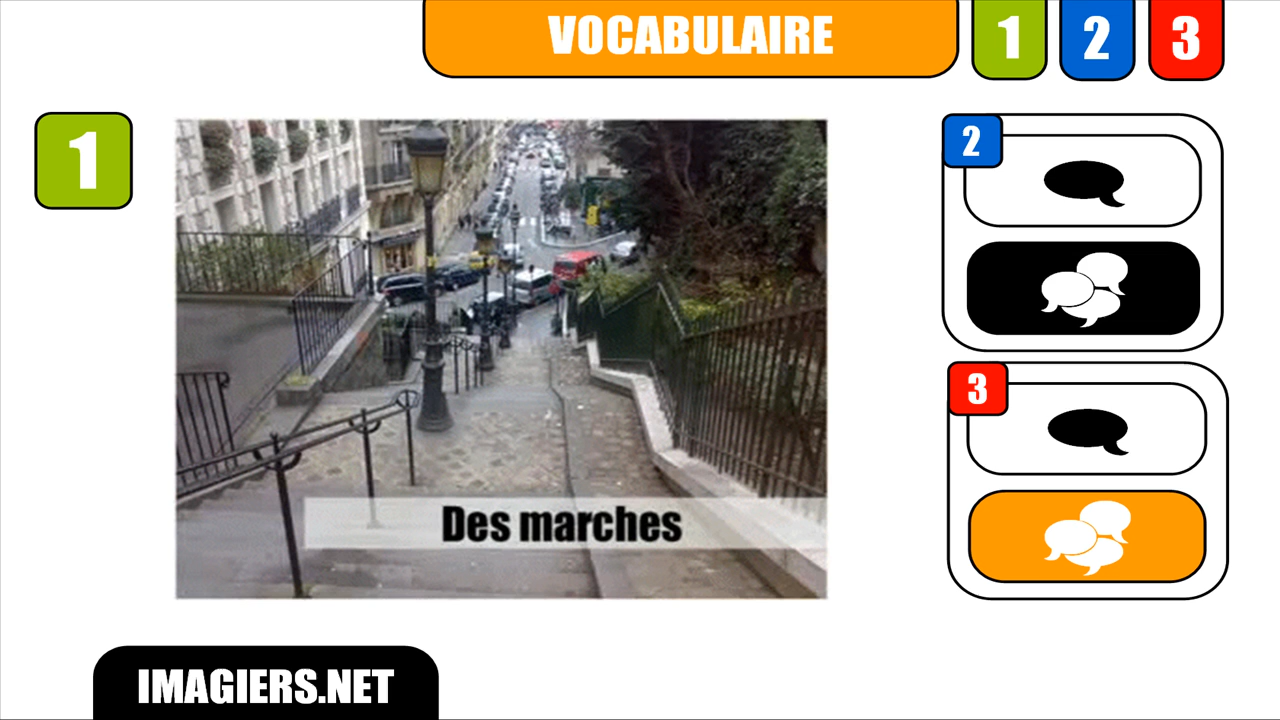 VOCABULAIRE
1 2 3
1
2
Des marches
3
IMAGIERS.NET